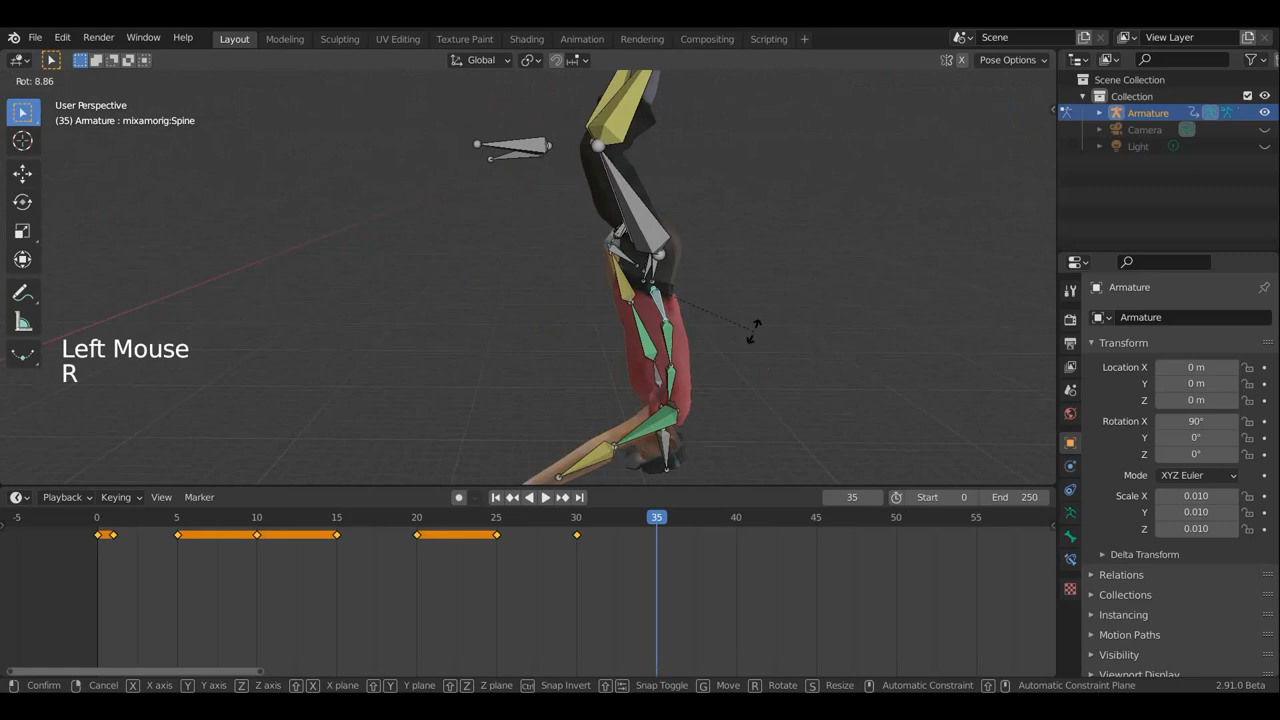 File Edit Render Window Help Layout Modeling Sculpting UV Editing Texture Paint Shading Animation Rendering Compositing Scripting + Scene View Layer
Global X Pose Options
Rot: 8.86
User Perspective
(35) Armature : mixamorig:Spine
Scene Collection
Collection
Armature
Camera
Light
Left Mouse
R
Armature
Armature
Transform
Location X 0 m
Y 0 m
Z 0 m
Rotation X 90°
Y 0°
Z 0°
Mode XYZ Euler
Scale X 0.010
Y 0.010
Z 0.010
Delta Transform
Relations
Collections
Instancing
Motion Paths
Visibility
Viewport Display
Playback Keying View Marker 35 Start 0 End 250
-5 0 5 10 15 20 25 30 35 40 45 50 55
Confirm Cancel X X axis Y Y axis Z Z axis X X plane Y Y plane Z Z plane Ctrl Snap Invert Snap Toggle G Move R Rotate S Resize Automatic Constraint Automatic Constraint Plane 2.91.0 Beta